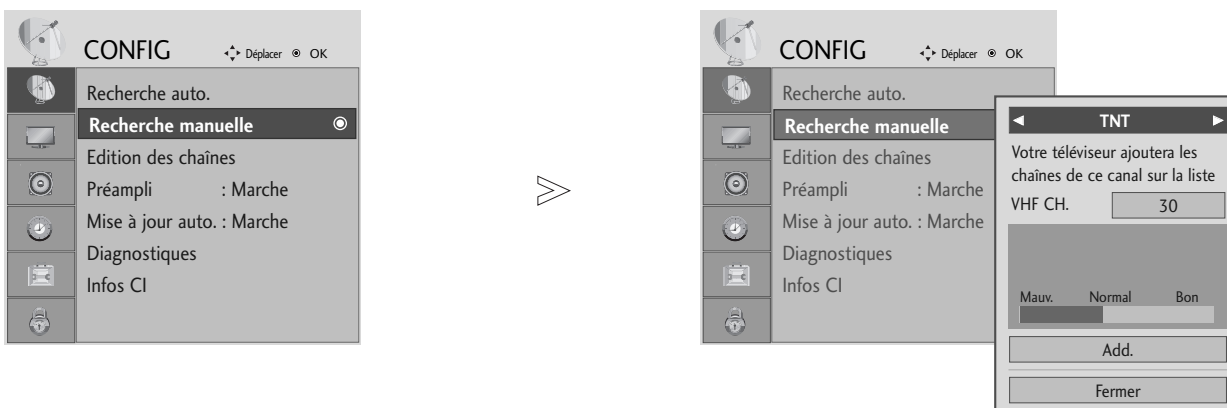 CONFIG Déplacer OK
Recherche auto.
Recherche manuelle
Edition des chaînes
Préampli : Marche
Mise à jour auto. : Marche
Diagnostiques
Infos CI
CONFIG Déplacer OK
Recherche auto.
Recherche manuelle
Edition des chaînes
Préampli : Marche
Mise à jour auto. : Marche
Diagnostiques
Infos CI
TNT
Votre téléviseur ajoutera les
chaînes de ce canal sur la liste
VHF CH. 30
Mauv. Normal Bon
Add.
Fermer